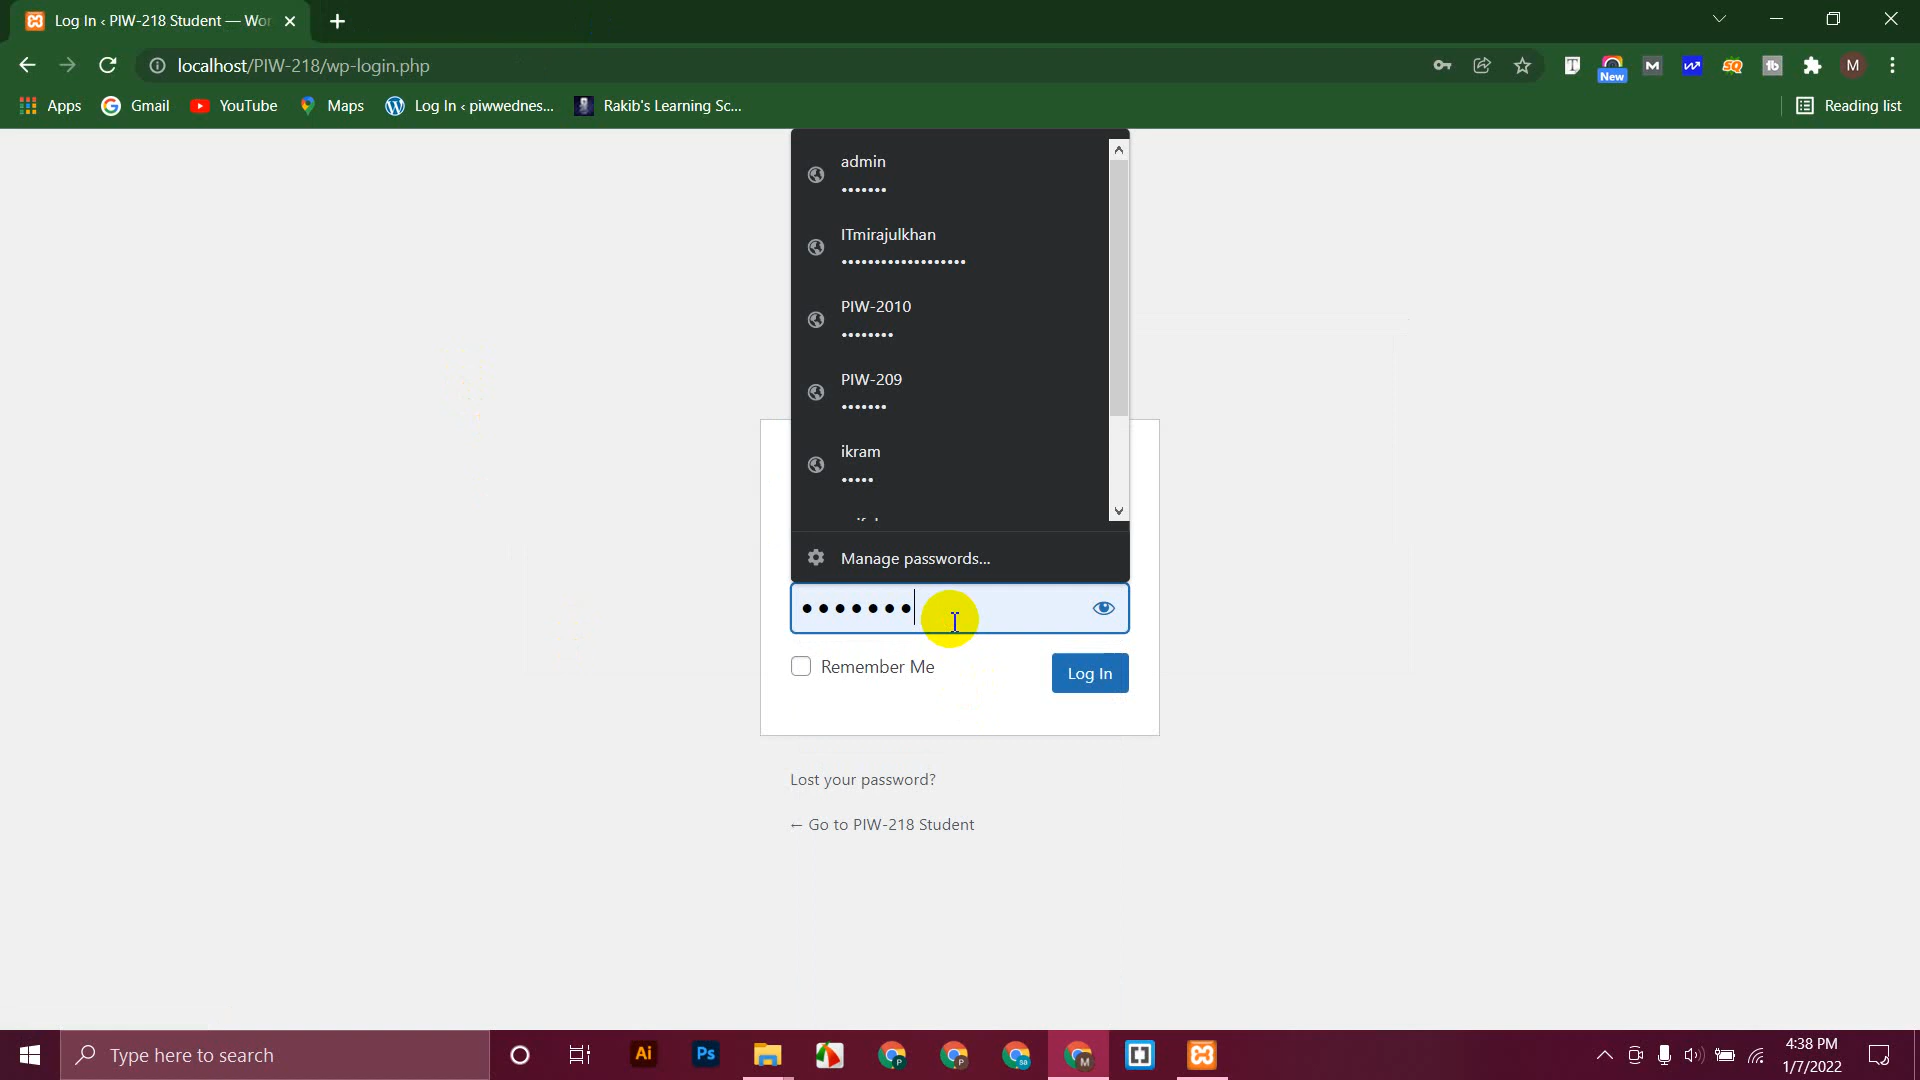 Log In ‹ PIW-218 Student — Wor
localhost/PIW-218/wp-login.php
New
M
Apps
Gmail
YouTube
Maps
Log In ‹ piwwednes...
Rakib's Learning Sc...
Reading list
admin
•••••••
ITmirajulkhan
•••••••••••••••••••
PIW-2010
••••••••
PIW-209
•••••••
ikram
•••••
Manage passwords...
•••••••
Remember Me
Log In
Lost your password?
← Go to PIW-218 Student
Type here to search
Ai
Ps
4:38 PM
1/7/2022